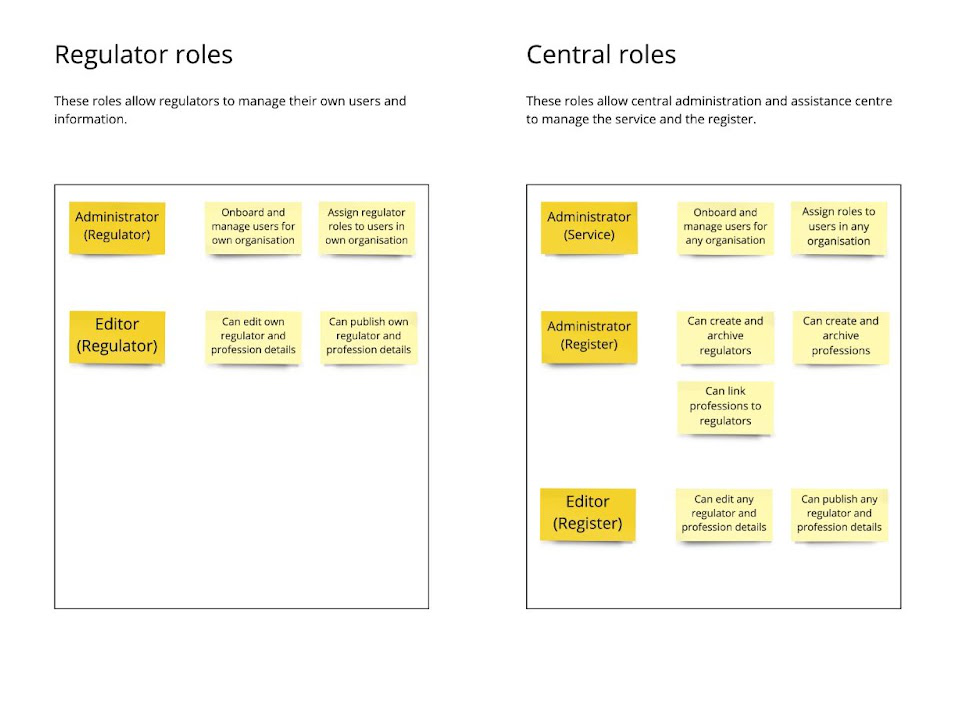 Regulator roles
These roles allow regulators to manage their own users and
information.
Administrator
(Regulator)
Onboard and
manage users for
own organisation
Assign regulator
roles to users in
own organisation
Editor
(Regulator)
Can edit own
regulator and
profession details
Can publish own
regulator and
profession details
Central roles
These roles allow central administration and assistance centre
to manage the service and the register.
Administrator
(Service)
Onboard and
manage users for
any organisation
Assign roles to
users in any
organisation
Administrator
(Register)
Can create and
archive
regulators
Can create and
archive
professions
Can link
professions to
regulators
Editor
(Register)
Can edit any
regulator and
profession details
Can publish any
regulator and
profession details